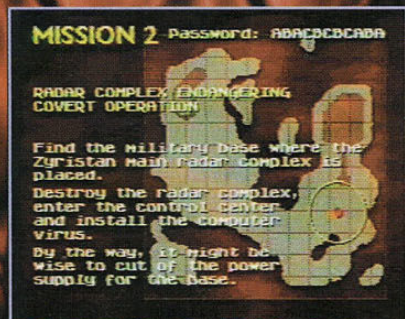 MISSION 2 Password: ABACBCBCABA
RADAR COMPLEX ENDANGERING
COVERT OPERATION
Find the military base where the
Zyristan main radar complex is
placed.
Destroy the radar complex,
enter the control center
and install the computer
virus.
By the way, it might be
wise to cut of the power
supply for the base.